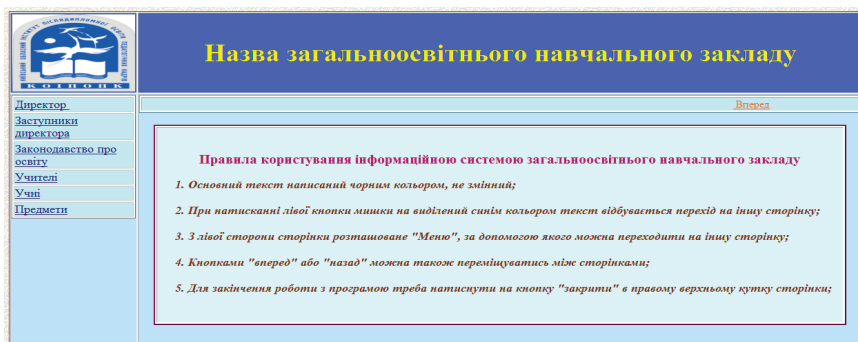 К О І П О П К
Назва загальноосвітнього навчального закладу
Директор
Заступники
директора
Законодавство про
освіту
Учителі
Учні
Предмети
Вперед
Правила користування інформаційною системою загальноосвітнього навчального закладу
1. Основний текст написаний чорним кольором, не змінний;
2. При натисканні лівої кнопки мишки на виділений синім кольором текст відбувається перехід на іншу сторінку;
3. З лівої сторони сторінки розташоване "Меню", за допомогою якого можна переходити на іншу сторінку;
4. Кнопками "вперед" або "назад" можна також переміщуватись між сторінками;
5. Для закінчення роботи з програмою треба натиснути на кнопку "закрити" в правому верхньому кутку сторінки;